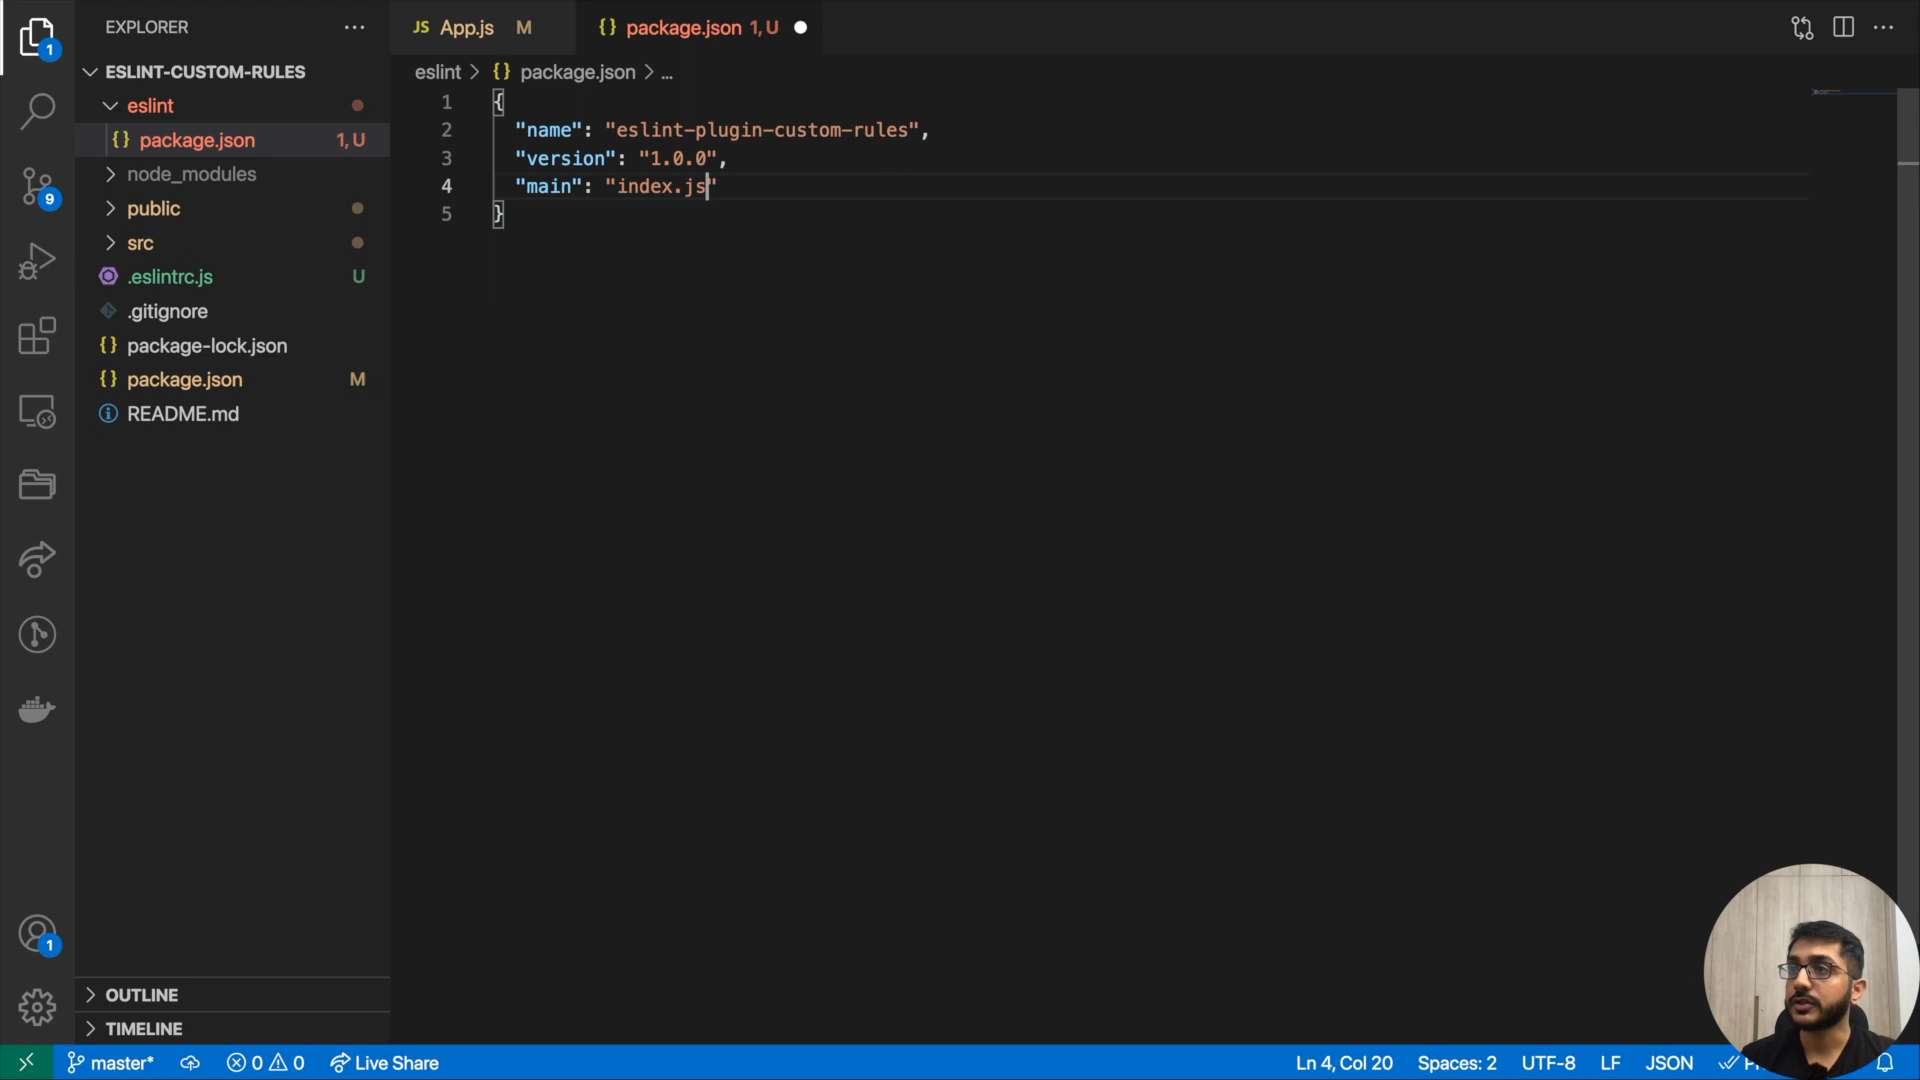 EXPLORER
ESLINT-CUSTOM-RULES
eslint
package.json 1, U
node_modules
public
src
.eslintrc.js U
.gitignore
package-lock.json
package.json M
README.md
OUTLINE
TIMELINE
1
9
1
JS App.js M
{} package.json 1, U
eslint > {} package.json > ...
1 {
2 "name": "eslint-plugin-custom-rules",
3 "version": "1.0.0",
4 "main": "index.js"
5 }
master* 0 0 Live Share
Ln 4, Col 20 Spaces: 2 UTF-8 LF JSON